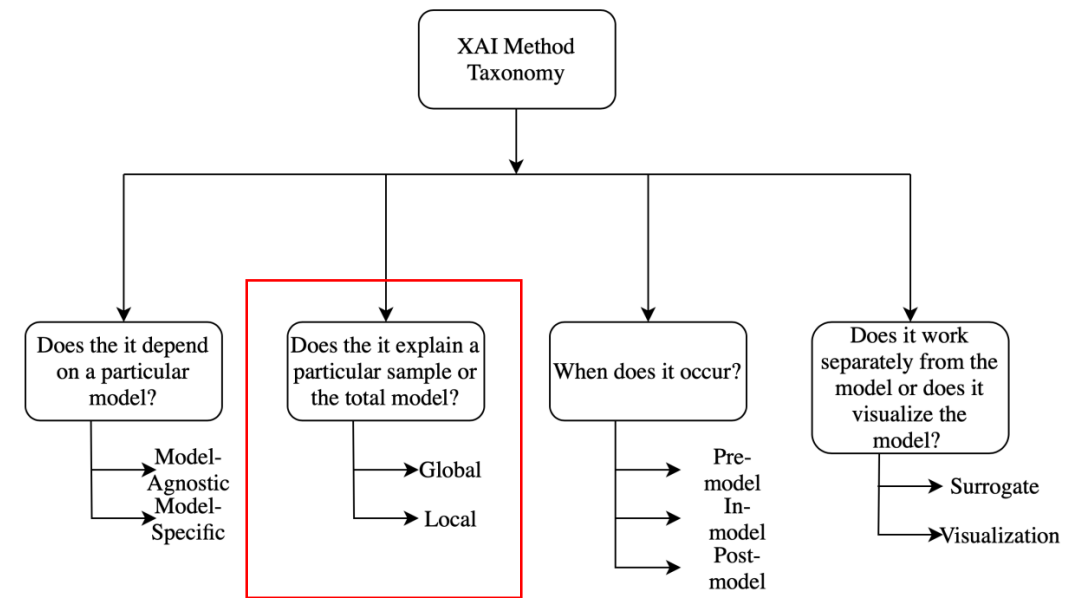 XAI Method
Taxonomy
Does the it depend
on a particular
model?
Model-
Agnostic
Model-
Specific
Does the it explain a
particular sample or
the total model?
Global
Local
When does it occur?
Pre-
model
In-
model
Post-
model
Does it work
separately from the
model or does it
visualize the
model?
Surrogate
Visualization